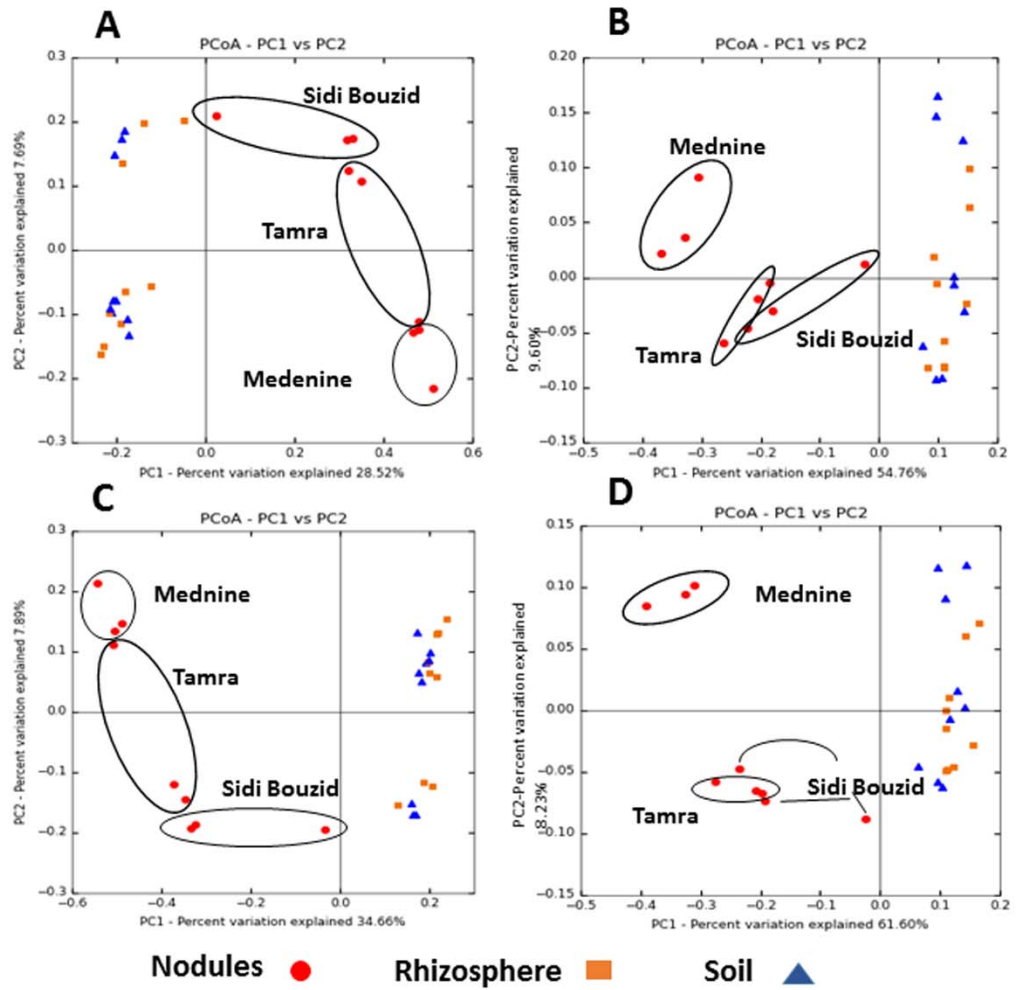 A
PCoA - PC1 vs PC2
0.3
0.2
0.1
0.0
−0.1
−0.2
−0.3
−0.2
0.0
0.2
0.4
0.6
PC2 - Percent variation explained 7.69%
PC1 - Percent variation explained 28.52%
Sidi Bouzid
Tamra
Medenine
B
PCoA - PC1 vs PC2
0.20
0.15
0.10
0.05
0.00
−0.05
−0.10
−0.15
−0.5
−0.4
−0.3
−0.2
−0.1
0.0
0.1
0.2
PC2-Percent variation explained
9.60%
PC1 - Percent variation explained 54.76%
Mednine
Tamra
Sidi Bouzid
C
PCoA - PC1 vs PC2
0.3
0.2
0.1
0.0
−0.1
−0.2
−0.3
−0.6
−0.4
−0.2
0.0
0.2
PC2 - Percent variation explained 7.89%
PC1 - Percent variation explained 34.66%
Mednine
Tamra
Sidi Bouzid
D
PCoA - PC1 vs PC2
0.15
0.10
0.05
0.00
−0.05
−0.10
−0.15
−0.5
−0.4
−0.3
−0.2
−0.1
0.0
0.1
0.2
PC2-Percent variation explained
8.23%
PC1 - Percent variation explained 61.60%
Mednine
Sidi Bouzid
Tamra
Nodules
Rhizosphere
Soil